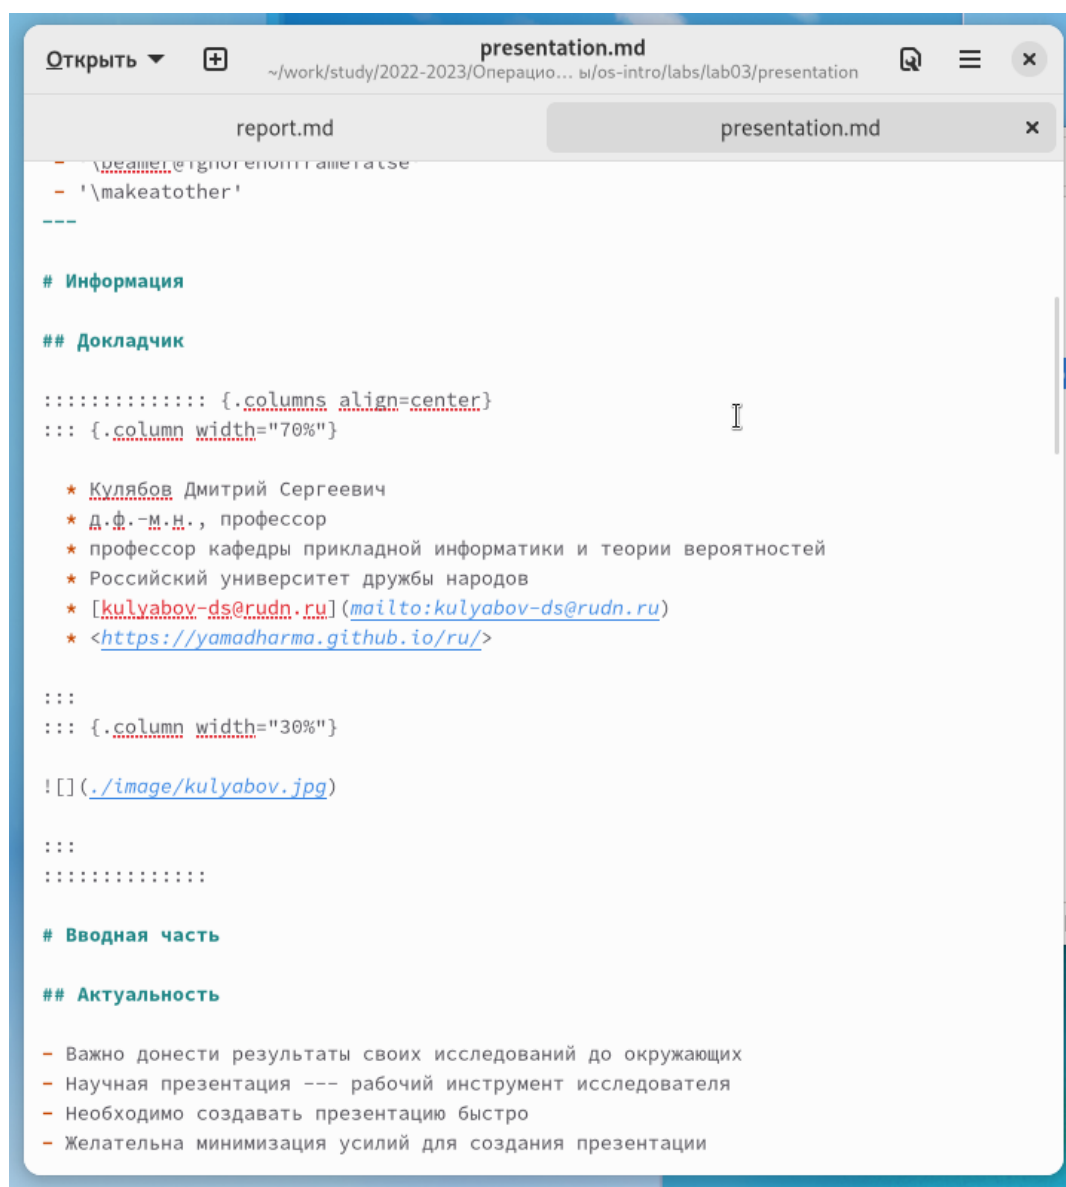 Открыть
presentation.md
~/work/study/2022-2023/Операцио… ы/os-intro/labs/lab03/presentation
report.md
presentation.md
- '\beamer@ignorenonframefalse
- '\makeatother'
---
# Информация
## Докладчик
:::::::::::::: {.columns align=center}
::: {.column width="70%"}
* Кулябов Дмитрий Сергеевич
* д.ф.-м.н., профессор
* профессор кафедры прикладной информатики и теории вероятностей
* Российский университет дружбы народов
* [kulyabov-ds@rudn.ru](mailto:kulyabov-ds@rudn.ru)
* <https://yamadharma.github.io/ru/>
:::
::: {.column width="30%"}
![](./image/kulyabov.jpg)
:::
::::::::::::::
# Вводная часть
## Актуальность
- Важно донести результаты своих исследований до окружающих
- Научная презентация --- рабочий инструмент исследователя
- Необходимо создавать презентацию быстро
- Желательна минимизация усилий для создания презентации